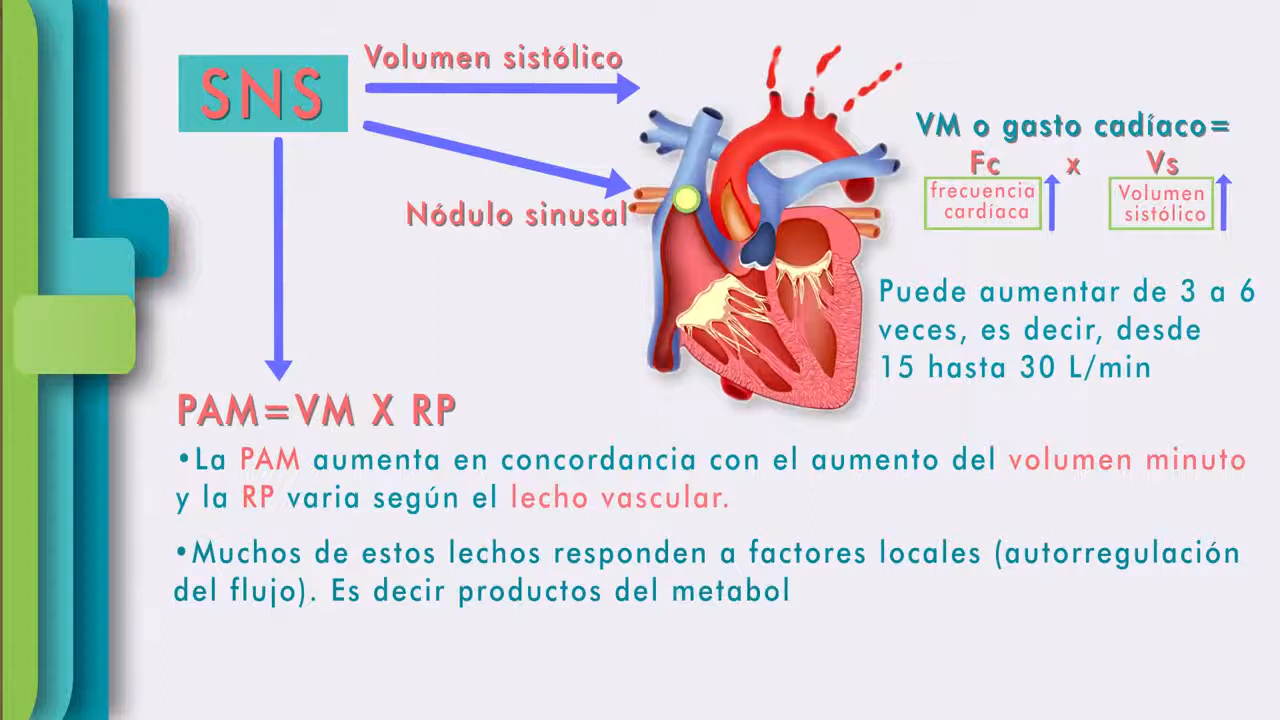 SNS
Volumen sistólico
Nódulo sinusal
VM o gasto cadíaco=
Fc x Vs
frecuencia cardíaca
Volumen sistólico
Puede aumentar de 3 a 6
veces, es decir, desde
15 hasta 30 L/min
PAM=VM X RP
•La PAM aumenta en concordancia con el aumento del volumen minuto
y la RP varia según el lecho vascular.
•Muchos de estos lechos responden a factores locales (autorregulación
del flujo). Es decir productos del metabol